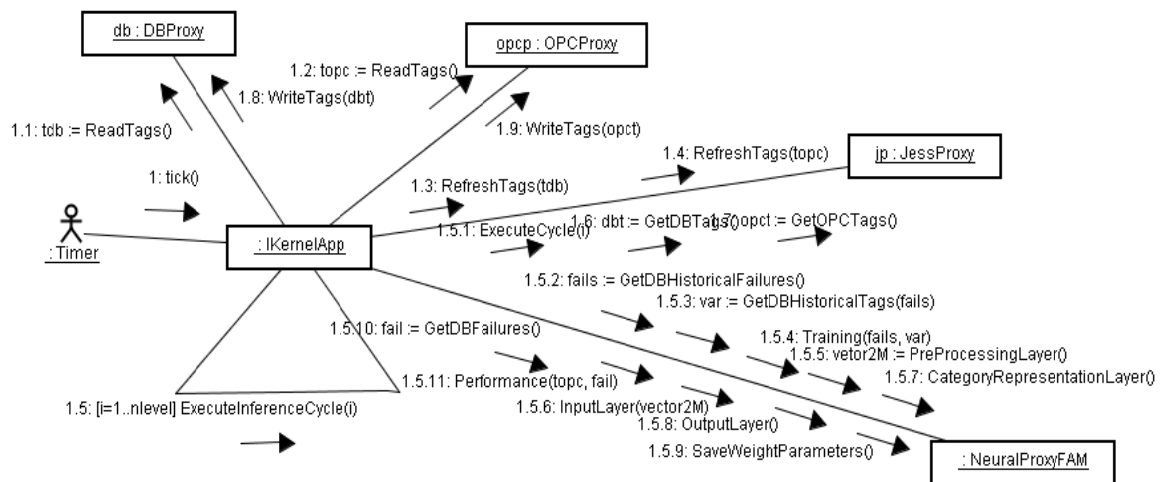 db : DBProxy
opcp : OPCProxy
1.2: topc := ReadTags()
1.8: WriteTags(dbt)
1.1: tdb := ReadTags()
1.9: WriteTags(opct)
jp : JessProxy
1.4: RefreshTags(topc)
1: tick()
1.3: RefreshTags(tdb)
1.6: dbt := GetDBTags()
1.7: opct := GetOPCTags()
1.5.1: ExecuteCycle(i)
: Timer
: IKernelApp
1.5.2: fails := GetDBHistoricalFailures()
1.5.3: var := GetDBHistoricalTags(fails)
1.5.10: fail := GetDBFailures()
1.5.4: Training(fails, var)
1.5.5: vetor2M := PreProcessingLayer()
1.5.7: CategoryRepresentationLayer()
1.5.11: Performance(topc, fail)
1.5: [i=1..nlevel] ExecuteInferenceCycle(i)
1.5.6: InputLayer(vector2M)
1.5.8: OutputLayer()
1.5.9: SaveWeightParameters()
: NeuralProxyFAM